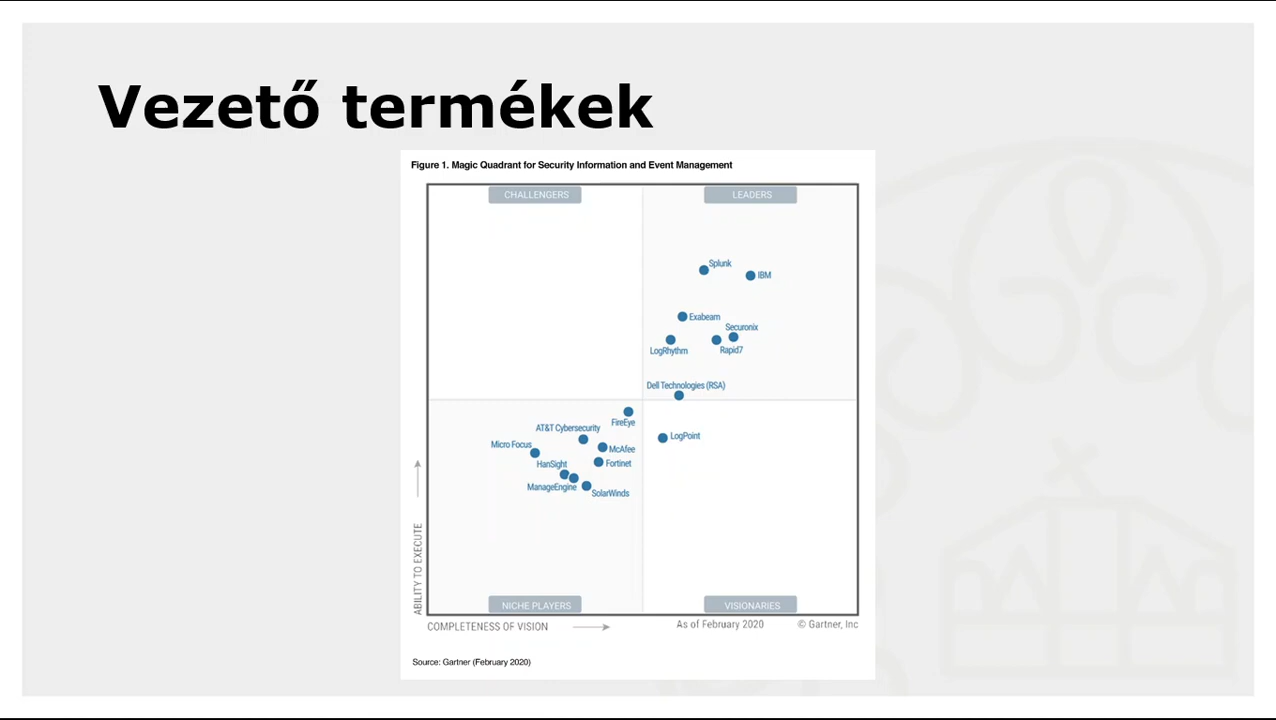 Vezető termékek
Figure 1. Magic Quadrant for Security Information and Event Management
CHALLENGERS
LEADERS
Splunk
IBM
Exabeam
Securonix
LogRhythm
Rapid7
Dell Technologies (RSA)
FireEye
AT&T Cybersecurity
LogPoint
Micro Focus
McAfee
HanSight
Fortinet
ManageEngine
SolarWinds
ABILITY TO EXECUTE
NICHE PLAYERS
VISIONARIES
COMPLETENESS OF VISION
As of February 2020
© Gartner, Inc
Source: Gartner (February 2020)